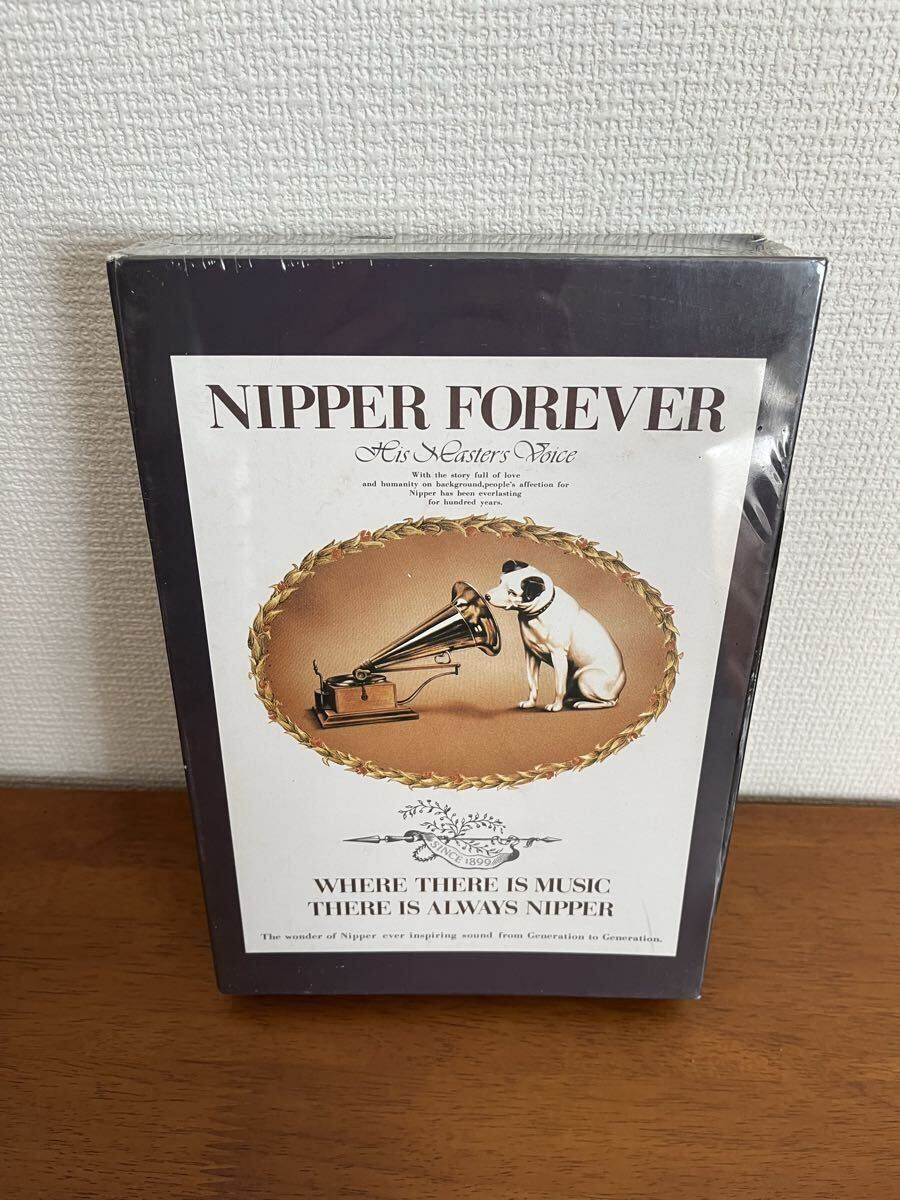 NIPPER FOREVER
His Master's Voice
With the story full of love
and humanity on background,people's affection for
Nipper has been everlasting
for hundred years.
SINCE 1899
WHERE THERE IS MUSIC
THERE IS ALWAYS NIPPER
The wonder of Nipper ever inspiring sound from Generation to Generation.